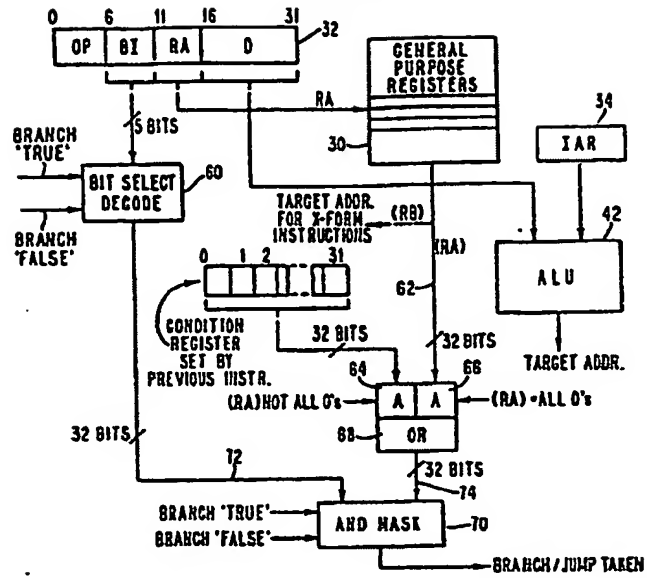 0 6 11 16 31
OP BI RA D
32
GENERAL
PURPOSE
REGISTERS
RA
30
34
IAR
5 BITS
BRANCH
"TRUE"
BIT SELECT
DECODE
60
BRANCH
"FALSE"
TARGET ADDR.
FOR X-FORM
INSTRUCTIONS
(RB)
(RA)
42
ALU
0 1 2 31
62
CONDITION
REGISTER
SET BY
PREVIOUS INSTR.
32 BITS
32 BITS
TARGET ADDR.
64
66
(RA) NOT ALL 0's
A A
(RA) = ALL 0's
68
OR
32 BITS
72
32 BITS
74
BRANCH "TRUE"
BRANCH "FALSE"
AND MASK
70
BRANCH/JUMP TAKEN